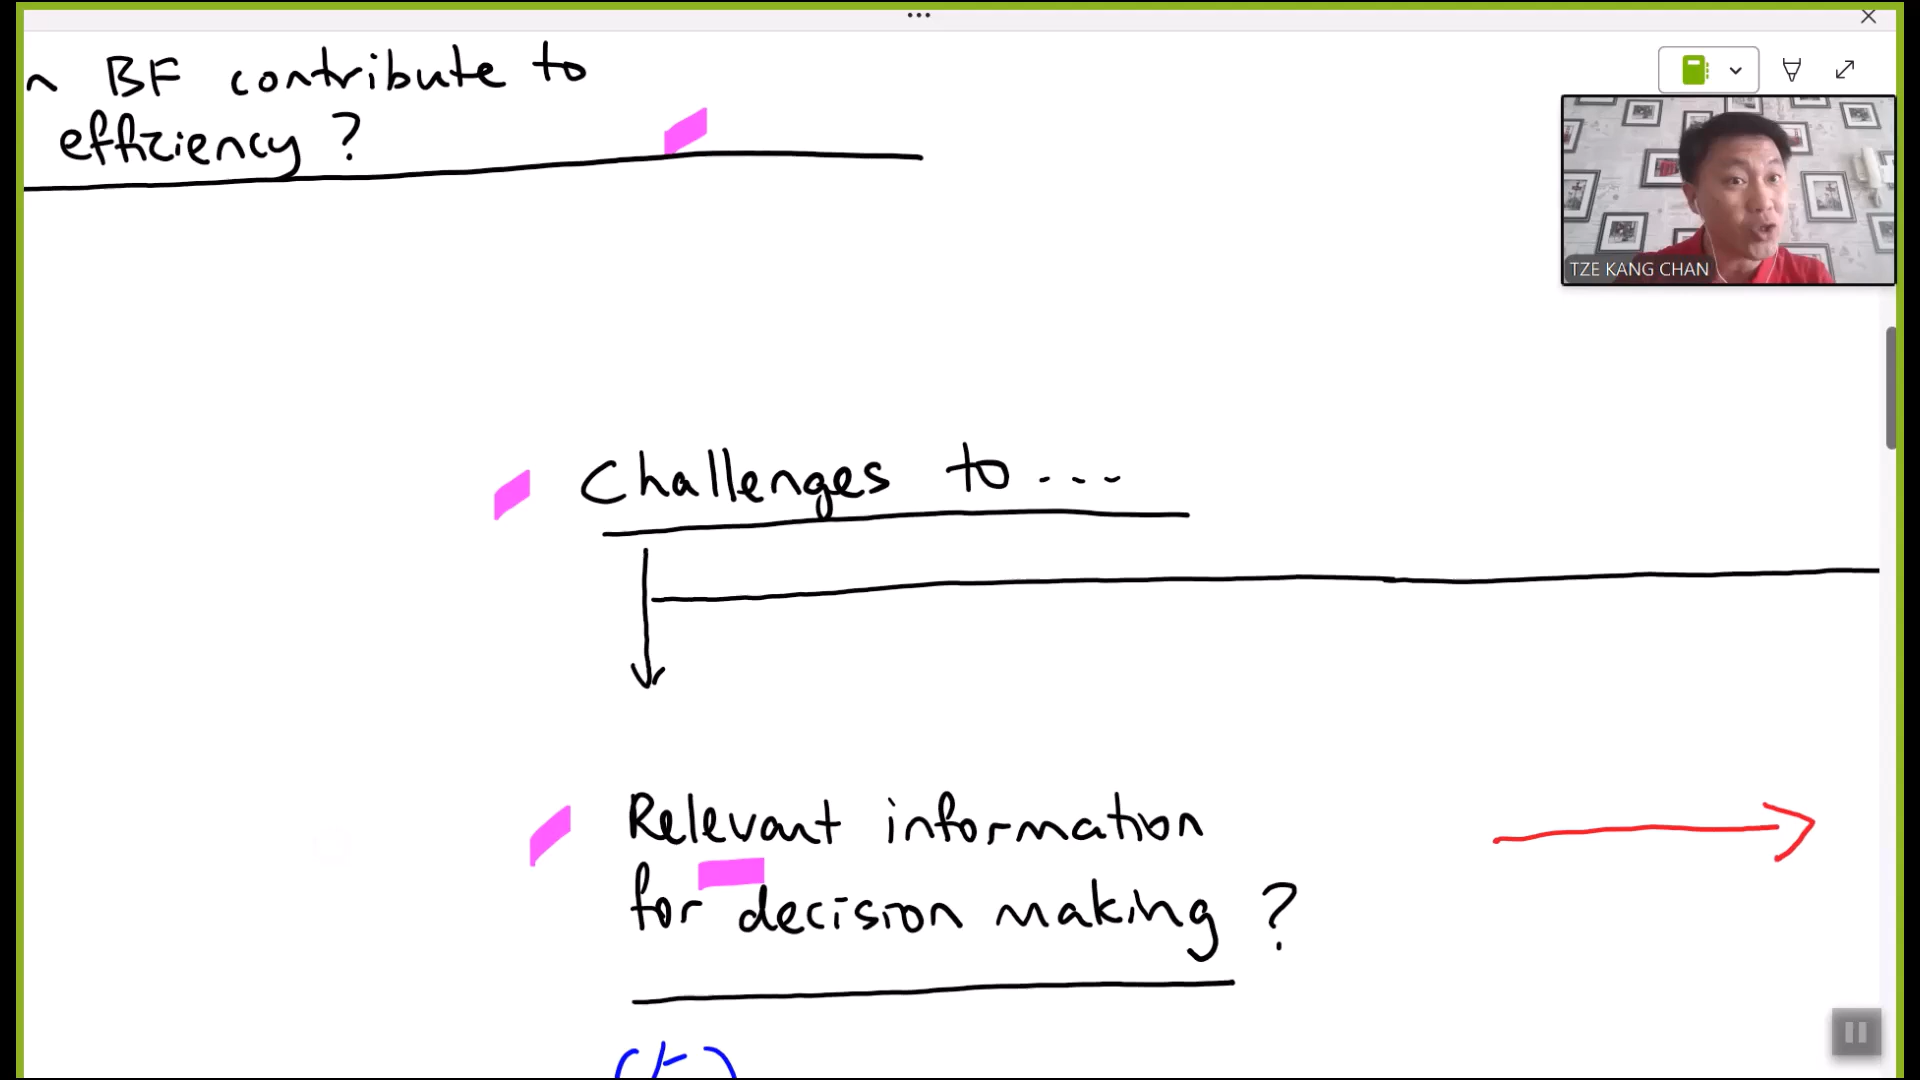 n BF contribute to
efficiency ?
TZE KANG CHAN
Challenges to ...
Relevant information
for decision making ?